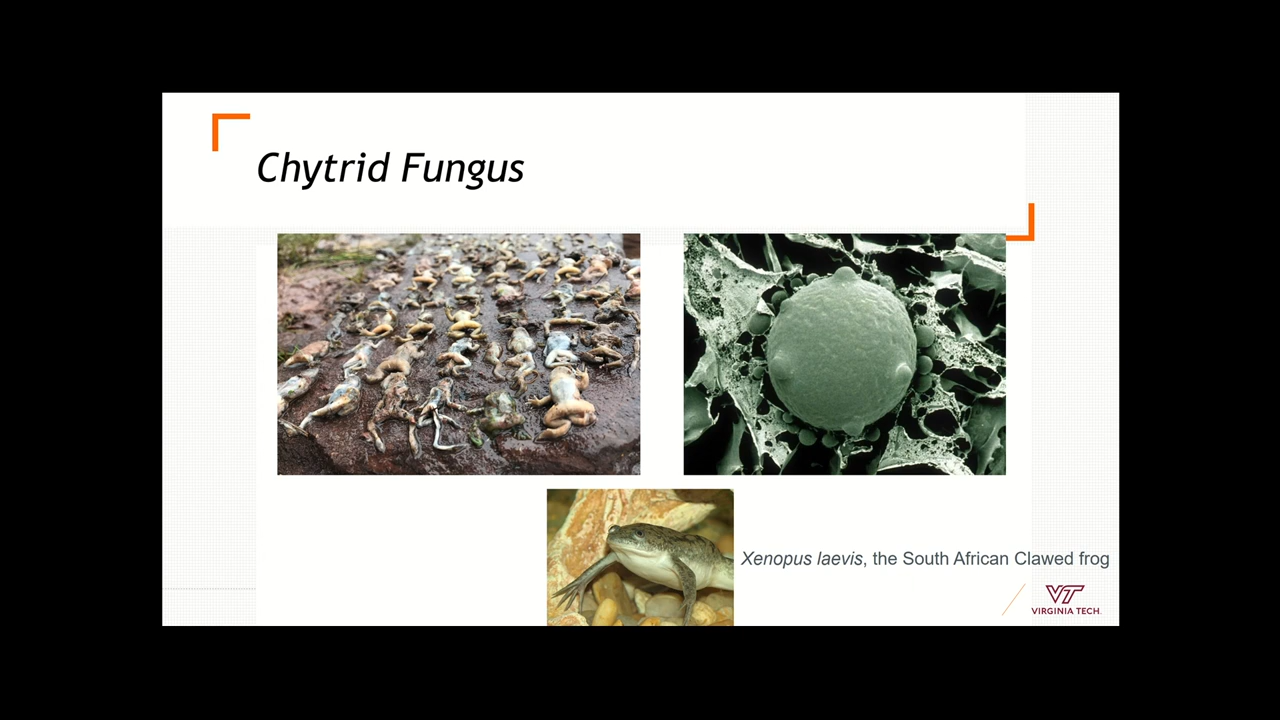 Chytrid Fungus
Xenopus laevis, the South African Clawed frog
VT
VIRGINIA TECH.